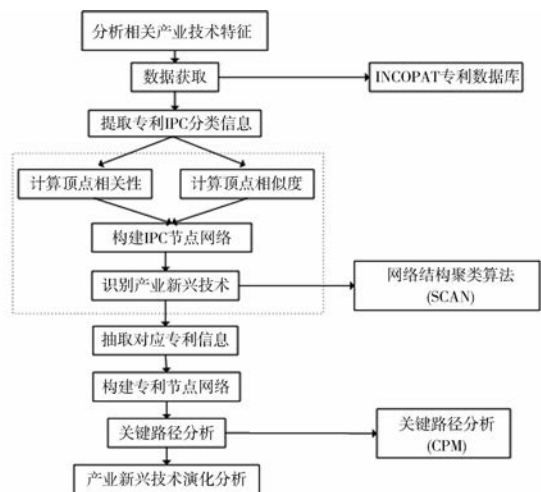 分析相关产业技术特征
数据获取
INCOPAT专利数据库
提取专利IPC分类信息
计算顶点相关性
计算顶点相似度
构建IPC节点网络
识别产业新兴技术
网络结构聚类算法
(SCAN)
抽取对应专利信息
构建专利节点网络
关键路径分析
关键路径分析
(CPM)
产业新兴技术演化分析